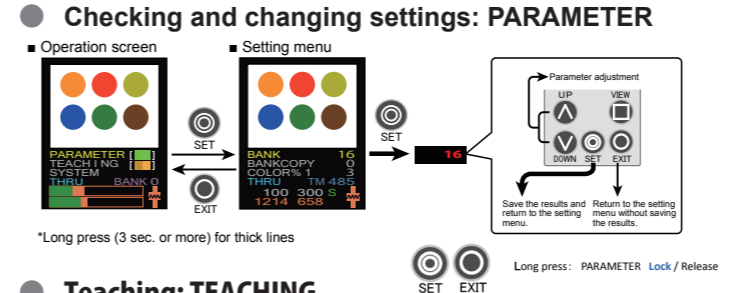 ● Checking and changing settings: PARAMETER
■ Operation screen
■ Setting menu
PARAMETER [ ]
TEACHING [ ]
SYSTEM
THRU BANK 0
SET
EXIT
BANK 16
BANKCOPY 0
COLOR% 1 3
THRU TM 485
100 300 S
1214 658
SET
16
Parameter adjustment
UP VIEW
DOWN SET EXIT
Save the results and
return to the setting
menu.
Return to the setting
menu without saving
the results.
*Long press (3 sec. or more) for thick lines
SET EXIT
Long press: PARAMETER Lock / Release
● Teaching: TEACHING